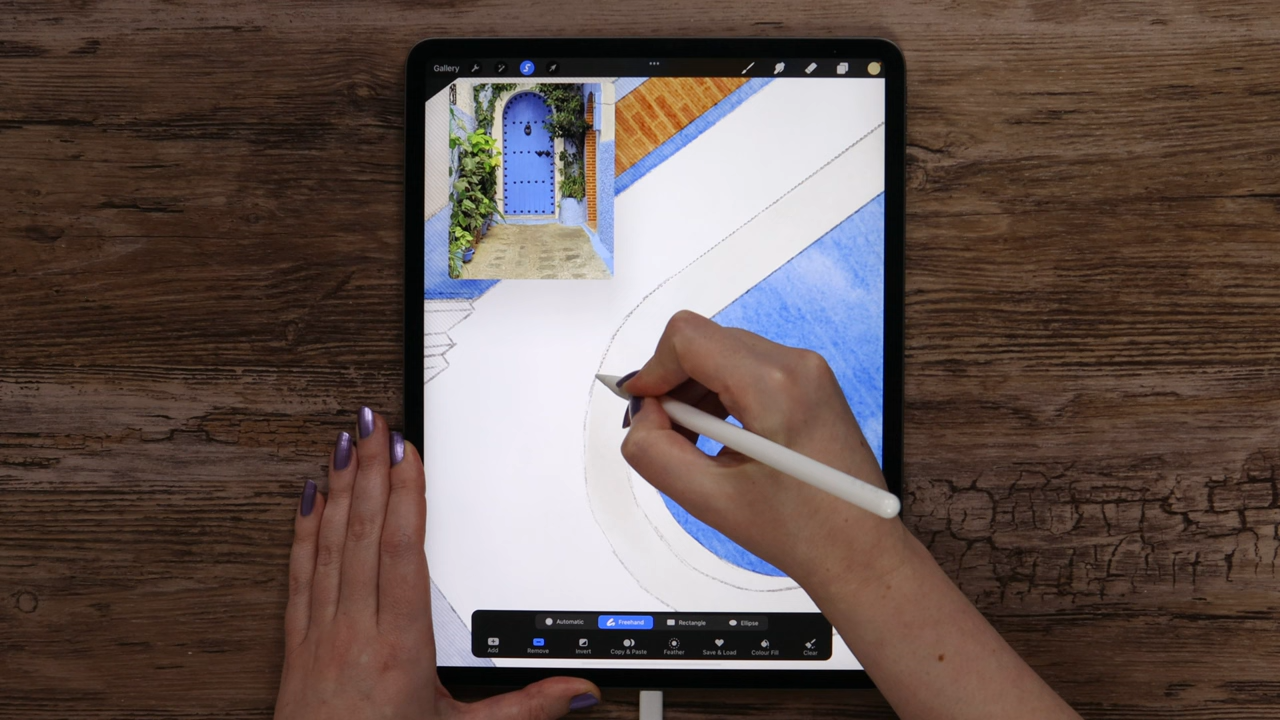 Gallery
Automatic Freehand Rectangle Ellipse
Add Remove Invert Copy & Paste Feather Save & Load Colour Fill Clear